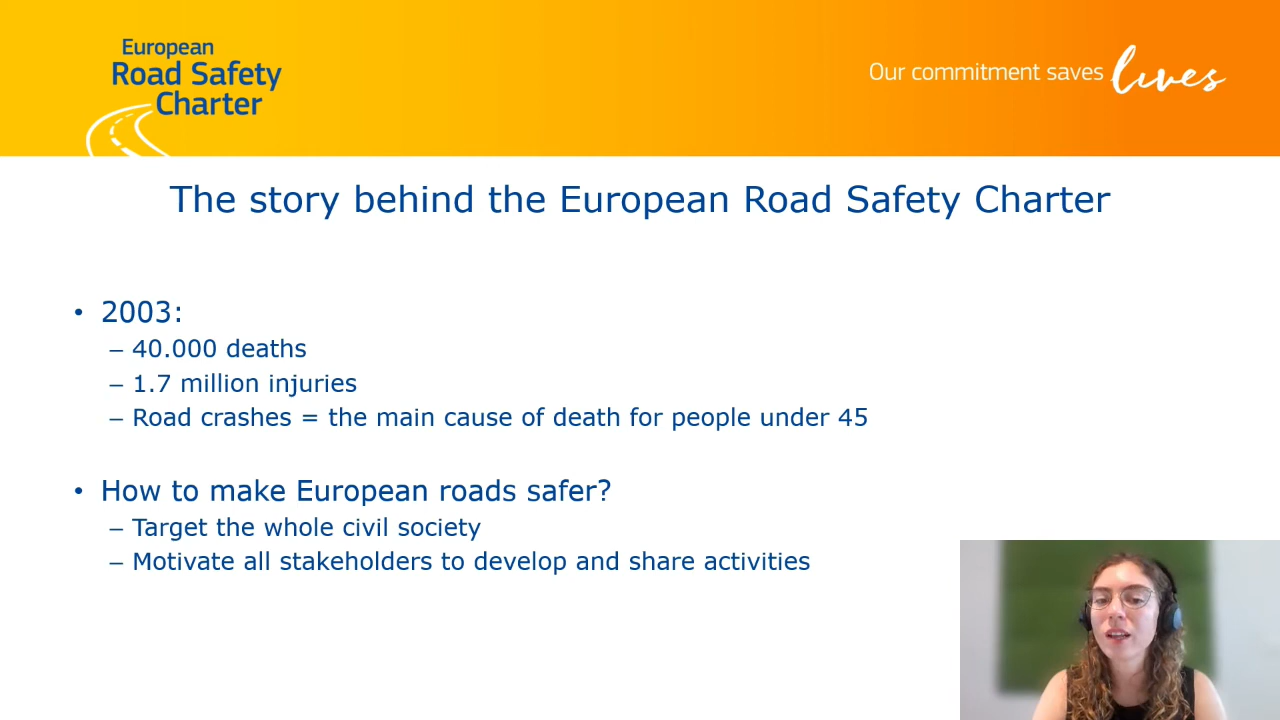 European
Road Safety
Charter
Our commitment saves lives
The story behind the European Road Safety Charter
• 2003:
– 40.000 deaths
– 1.7 million injuries
– Road crashes = the main cause of death for people under 45
• How to make European roads safer?
– Target the whole civil society
– Motivate all stakeholders to develop and share activities